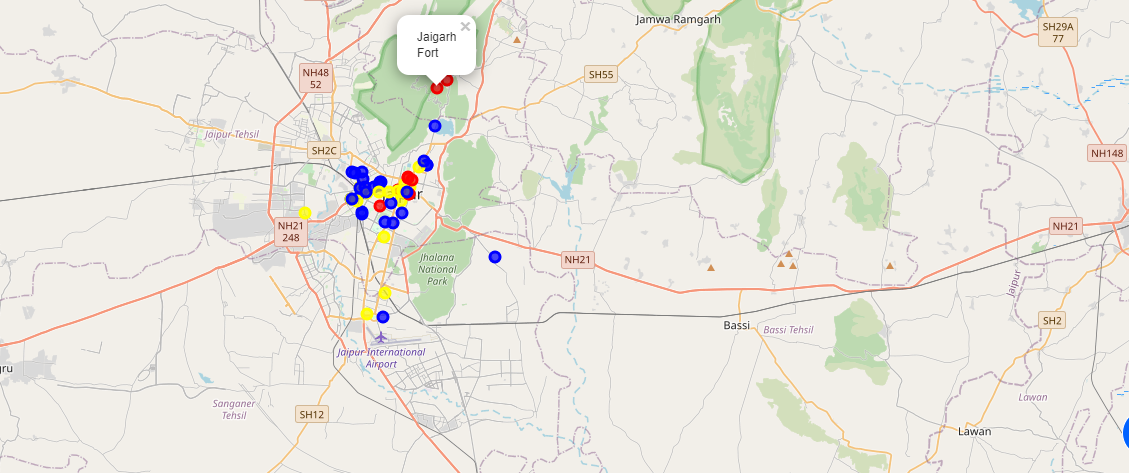 Jamwa Ramgarh
SH29A
77
×
Jaigarh
Fort
NH48
52
SH55
Jaipur Tehsil
SH2C
NH148
NH21
248
NH21
NH21
Jhalana
National
Park
Jaipur
Bassi
Bassi Tehsil
SH2
Jaipur International
Airport
Sanganer
Tehsil
SH12
Lawan
Lawan